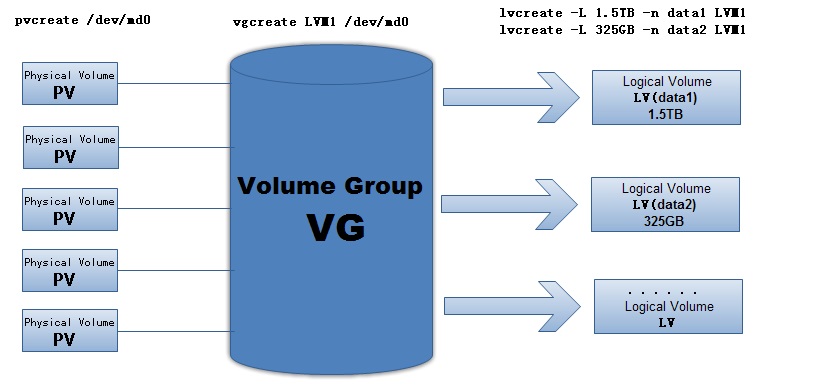 pvcreate /dev/md0
vgcreate LVM1 /dev/md0
lvcreate -L 1.5TB -n data1 LVM1
lvcreate -L 325GB -n data2 LVM1
Physical Volume
PV
Physical Volume
PV
Physical Volume
PV
Physical Volume
PV
Physical Volume
PV
Volume Group
VG
Logical Volume
LV(data1)
1.5TB
Logical Volume
LV(data2)
325GB
......
Logical Volume
LV